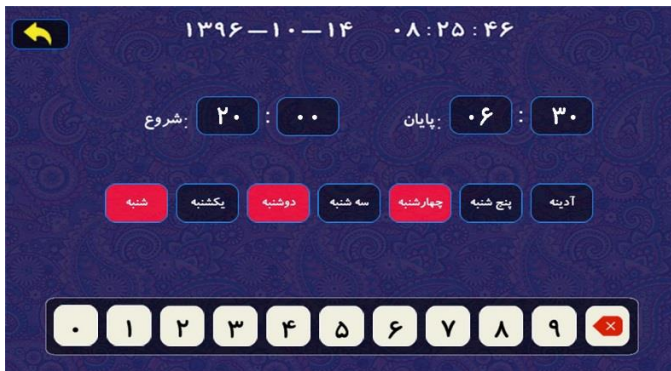 ۱۳۹۶-۱۰-۱۴ ۰۸:۲۵:۴۶
شروع: ۲۰ : ۰۰ پایان: ۰۶ : ۳۰
شنبه یکشنبه دوشنبه سه شنبه چهارشنبه پنج شنبه آدینه
۰ ۱ ۲ ۳ ۴ ۵ ۶ ۷ ۸ ۹